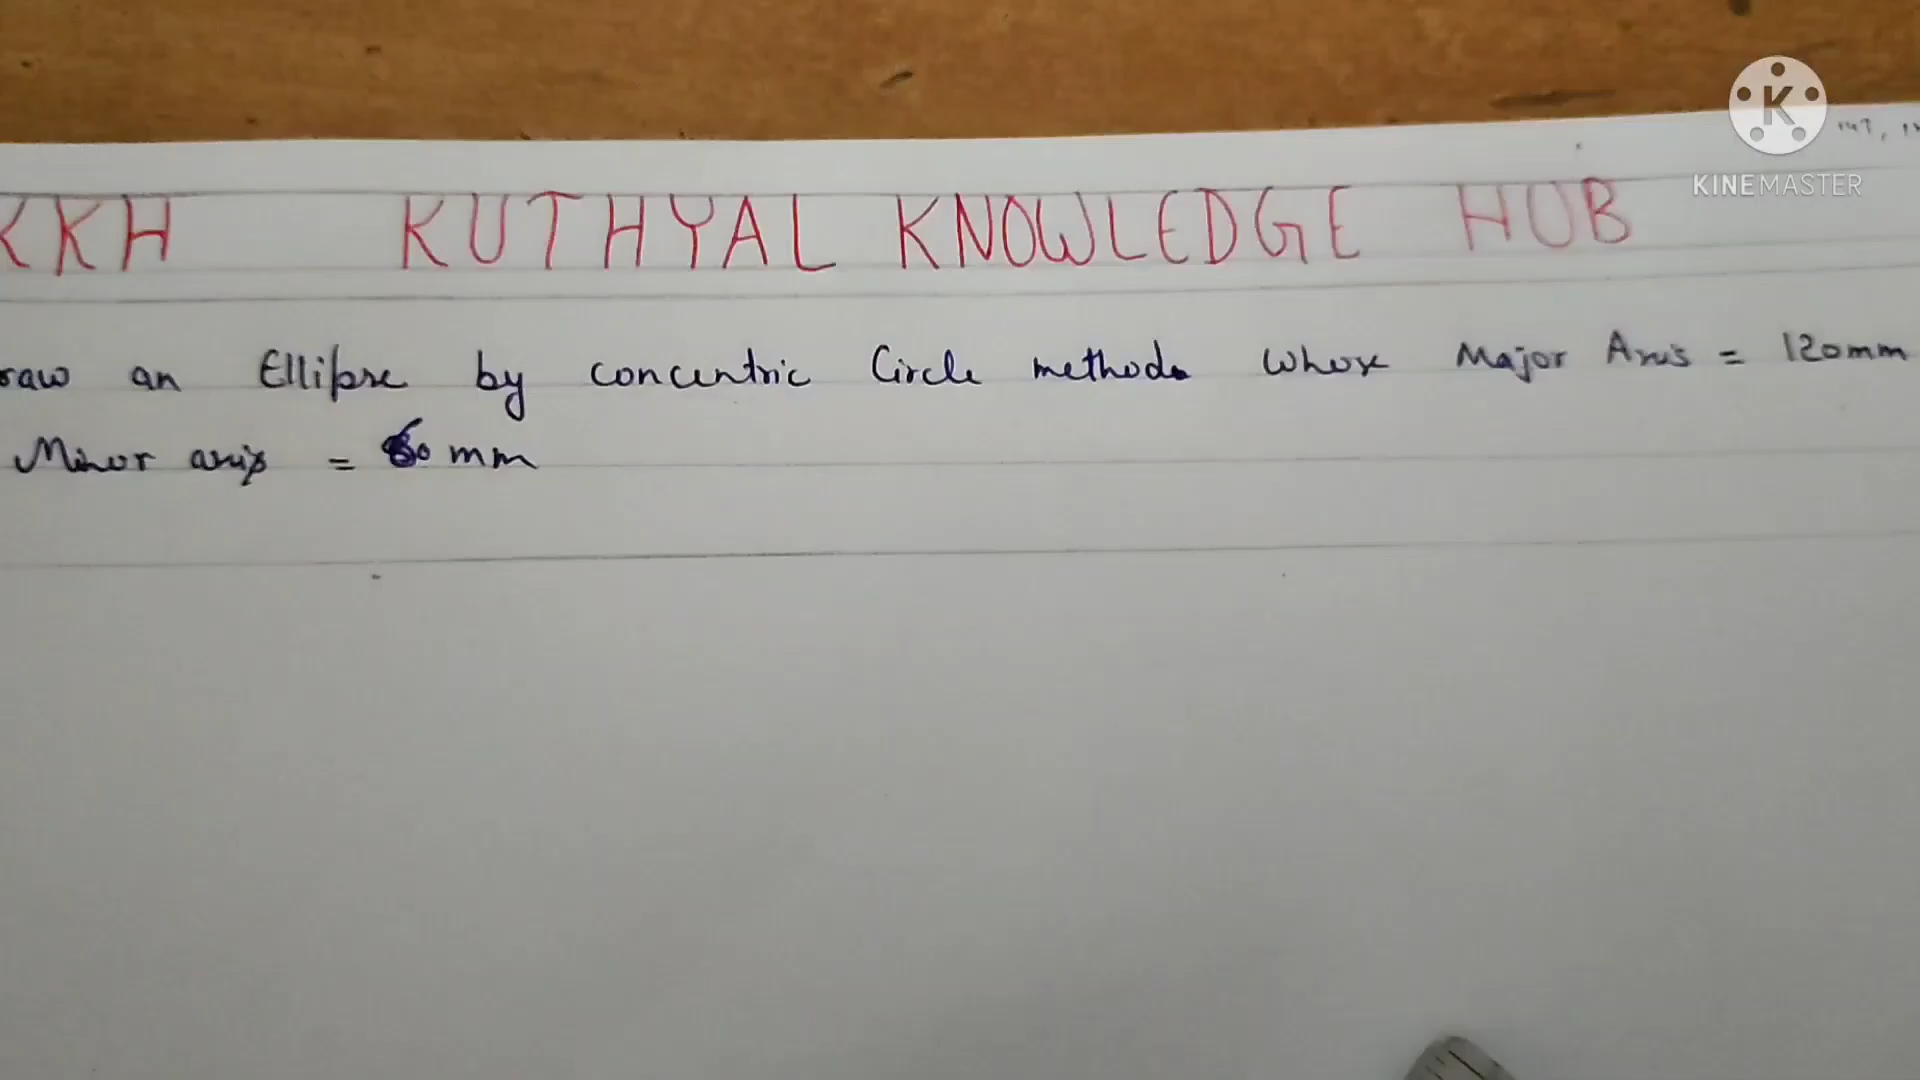 KKH KUTHYAL KNOWLEDGE HUB
KINEMASTER
raw an Ellipse by concentric Circle method Whose Major Axis = 120mm
Minor axis = 60 mm